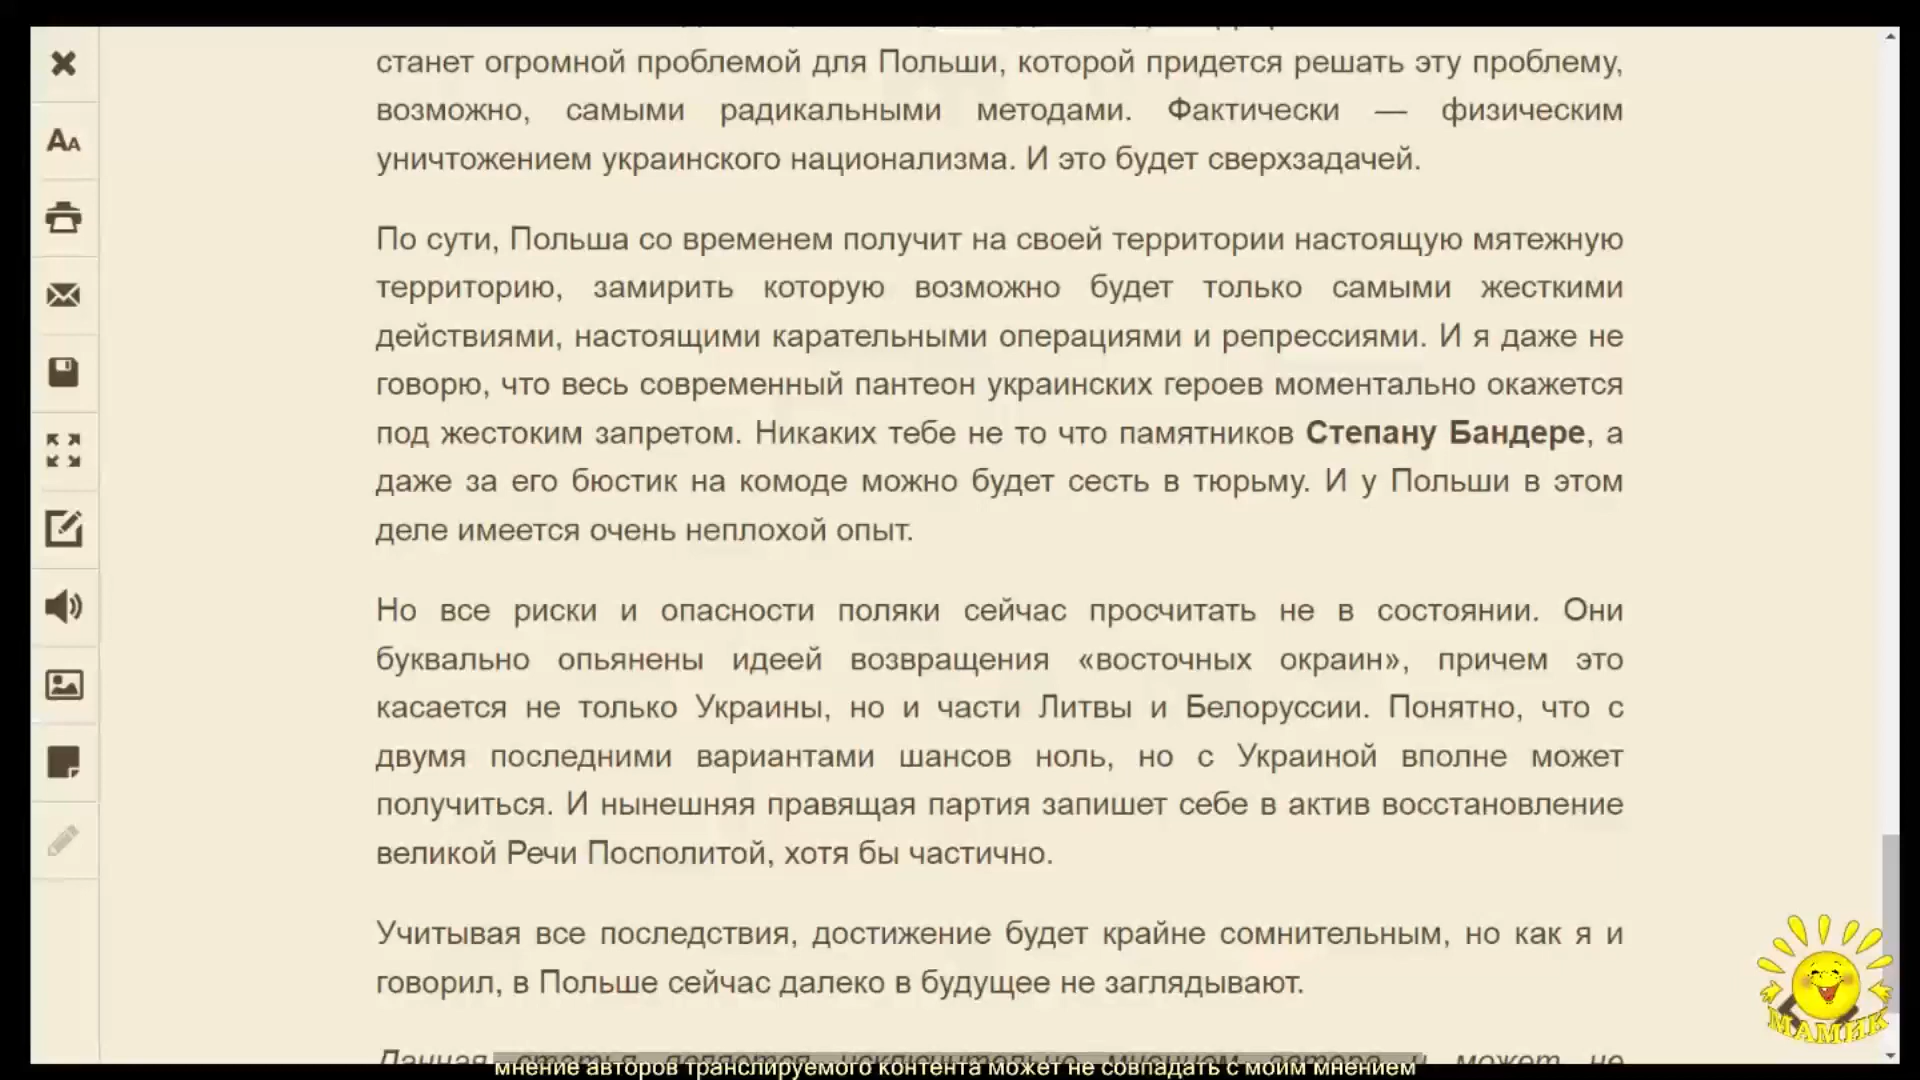 станет огромной проблемой для Польши, которой придется решать эту проблему,
возможно, самыми радикальными методами. Фактически — физическим
уничтожением украинского национализма. И это будет сверхзадачей.
По сути, Польша со временем получит на своей территории настоящую мятежную
территорию, замирить которую возможно будет только самыми жесткими
действиями, настоящими карательными операциями и репрессиями. И я даже не
говорю, что весь современный пантеон украинских героев моментально окажется
под жестоким запретом. Никаких тебе не то что памятников Степану Бандере, а
даже за его бюстик на комоде можно будет сесть в тюрьму. И у Польши в этом
деле имеется очень неплохой опыт.
Но все риски и опасности поляки сейчас просчитать не в состоянии. Они
буквально опьянены идеей возвращения «восточных окраин», причем это
касается не только Украины, но и части Литвы и Белоруссии. Понятно, что с
двумя последними вариантами шансов ноль, но с Украиной вполне может
получиться. И нынешняя правящая партия запишет себе в актив восстановление
великой Речи Посполитой, хотя бы частично.
Учитывая все последствия, достижение будет крайне сомнительным, но как я и
говорил, в Польше сейчас далеко в будущее не заглядывают.
Данная статья является исключительно мнением автора и может не
мнение авторов транслируемого контента может не совпадать с моим мнением
МАМИК